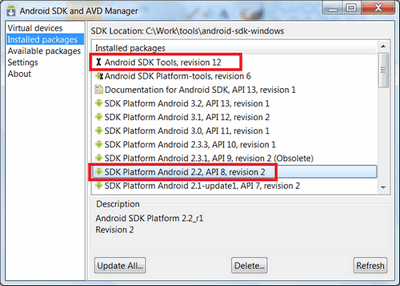 Android SDK and AVD Manager
Virtual devices
Installed packages
Available packages
Settings
About
SDK Location: C:\Work\tools\android-sdk-windows
Installed packages
Android SDK Tools, revision 12
Android SDK Platform-tools, revision 6
Documentation for Android SDK, API 13, revision 1
SDK Platform Android 3.2, API 13, revision 1
SDK Platform Android 3.1, API 12, revision 2
SDK Platform Android 3.0, API 11, revision 1
SDK Platform Android 2.3.3, API 10, revision 1
SDK Platform Android 2.3.1, API 9, revision 2 (Obsolete)
SDK Platform Android 2.2, API 8, revision 2
SDK Platform Android 2.1-update1, API 7, revision 2
Description
Android SDK Platform 2.2_r1
Revision 2
Update All...
Delete...
Refresh